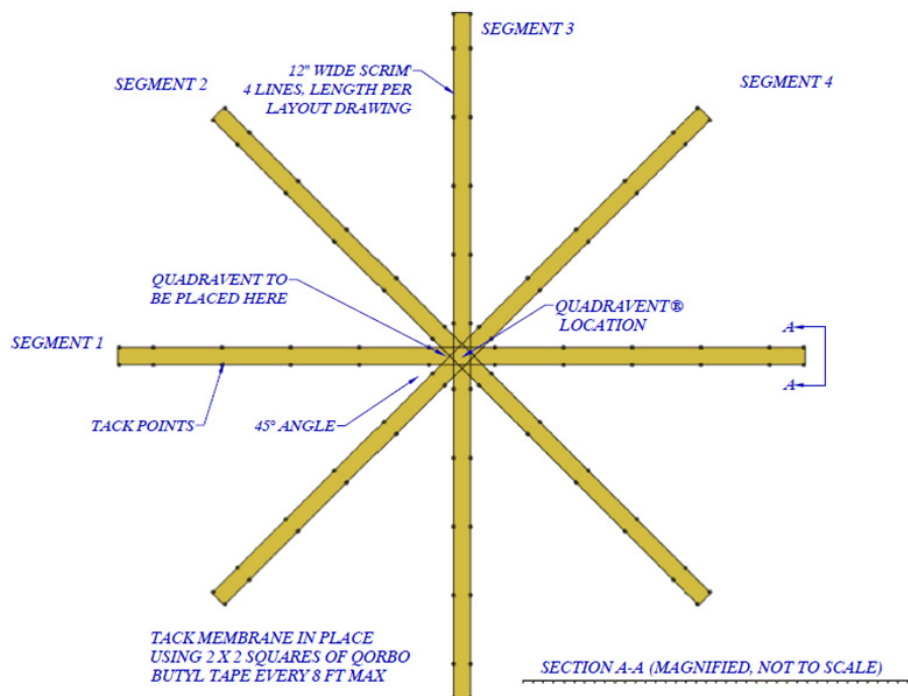 SEGMENT 3
12" WIDE SCRIM'
4 LINES, LENGTH PER
LAYOUT DRAWING
SEGMENT 2
SEGMENT 4
QUADRAVENT TO
BE PLACED HERE
QUADRAVENT®
LOCATION
SEGMENT 1
A
A
TACK POINTS
45° ANGLE
TACK MEMBRANE IN PLACE
USING 2 X 2 SQUARES OF QORBO
BUTYL TAPE EVERY 8 FT MAX
SECTION A-A (MAGNIFIED, NOT TO SCALE)